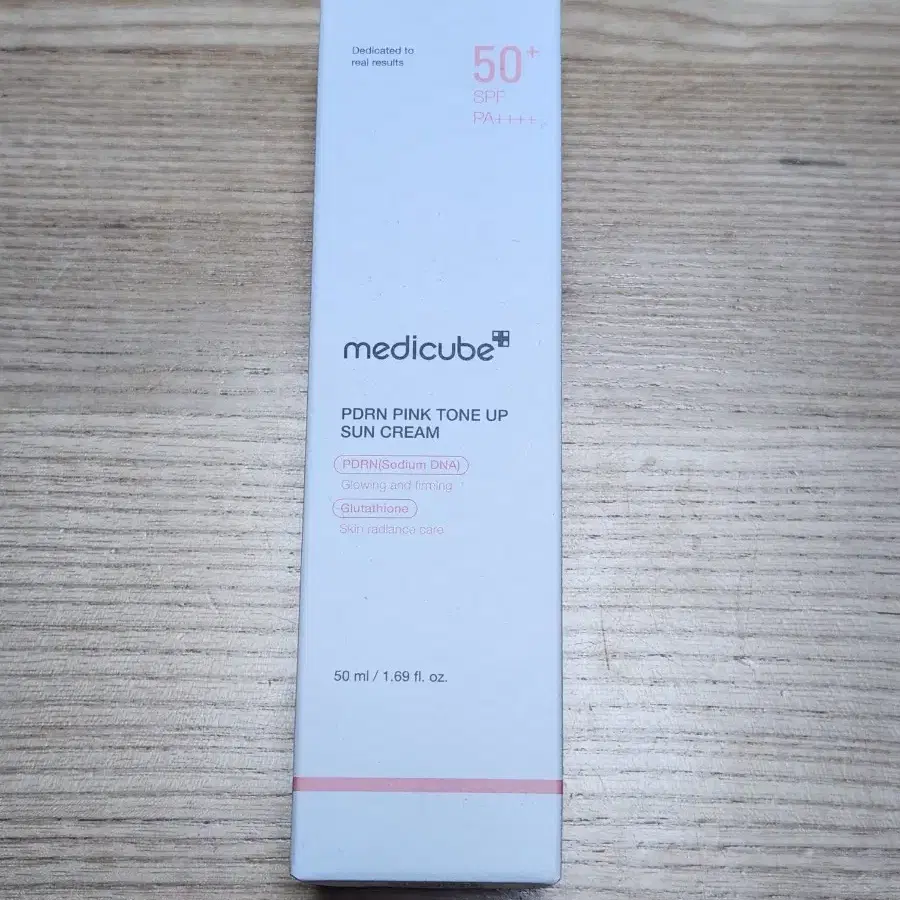 Dedicated to
real results
50+
SPF
PA++++
medicube
PDRN PINK TONE UP
SUN CREAM
PDRN(Sodium DNA)
Glowing and firming
Glutathione
Skin radiance care
50 ml / 1.69 fl. oz.